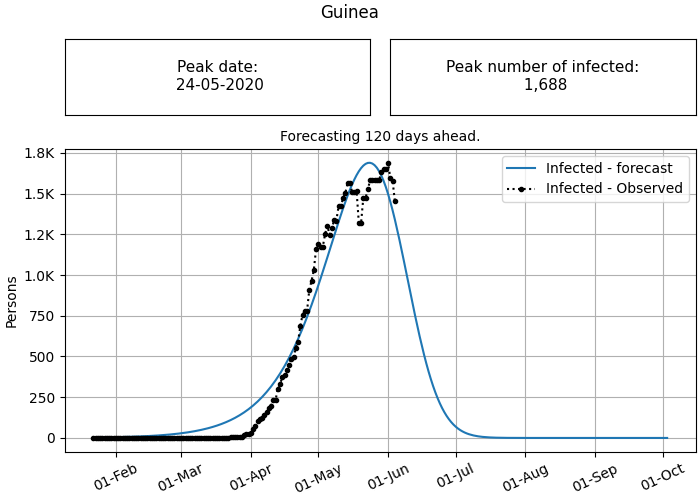 Guinea
Peak date:
24-05-2020
Peak number of infected:
1,688
Forecasting 120 days ahead.
1.8K
1.5K
1.2K
1.0K
750
500
250
0
Persons
Infected - forecast
Infected - Observed
01-Feb
01-Mar
01-Apr
01-May
01-Jun
01-Jul
01-Aug
01-Sep
01-Oct